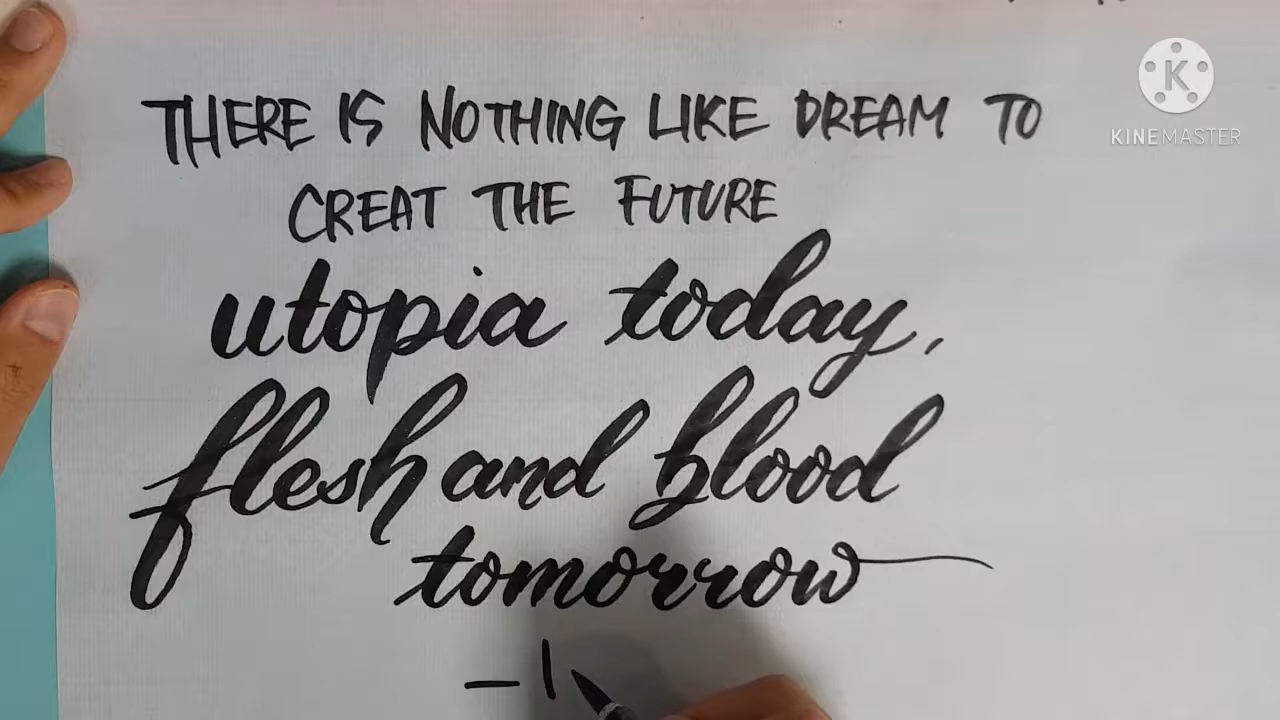 THERE IS NOTHING LIKE DREAM TO
CREAT THE FUTURE
utopia today,
flesh and blood
tomorrow
K
KINEMASTER